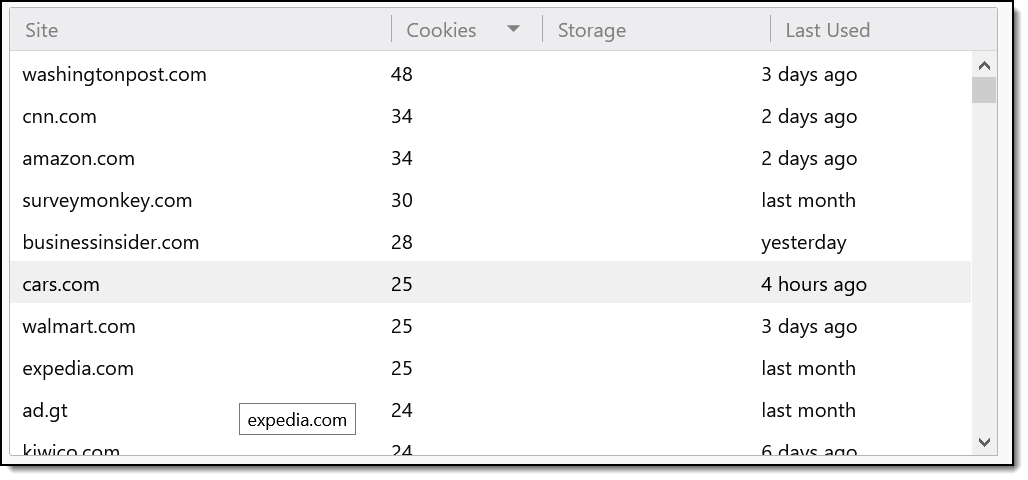 Site Cookies Storage Last Used
washingtonpost.com 48 3 days ago
cnn.com 34 2 days ago
amazon.com 34 2 days ago
surveymonkey.com 30 last month
businessinsider.com 28 yesterday
cars.com 25 4 hours ago
walmart.com 25 3 days ago
expedia.com 25 last month
ad.gt 24 last month
expedia.com
kiwico.com 24 6 days ago